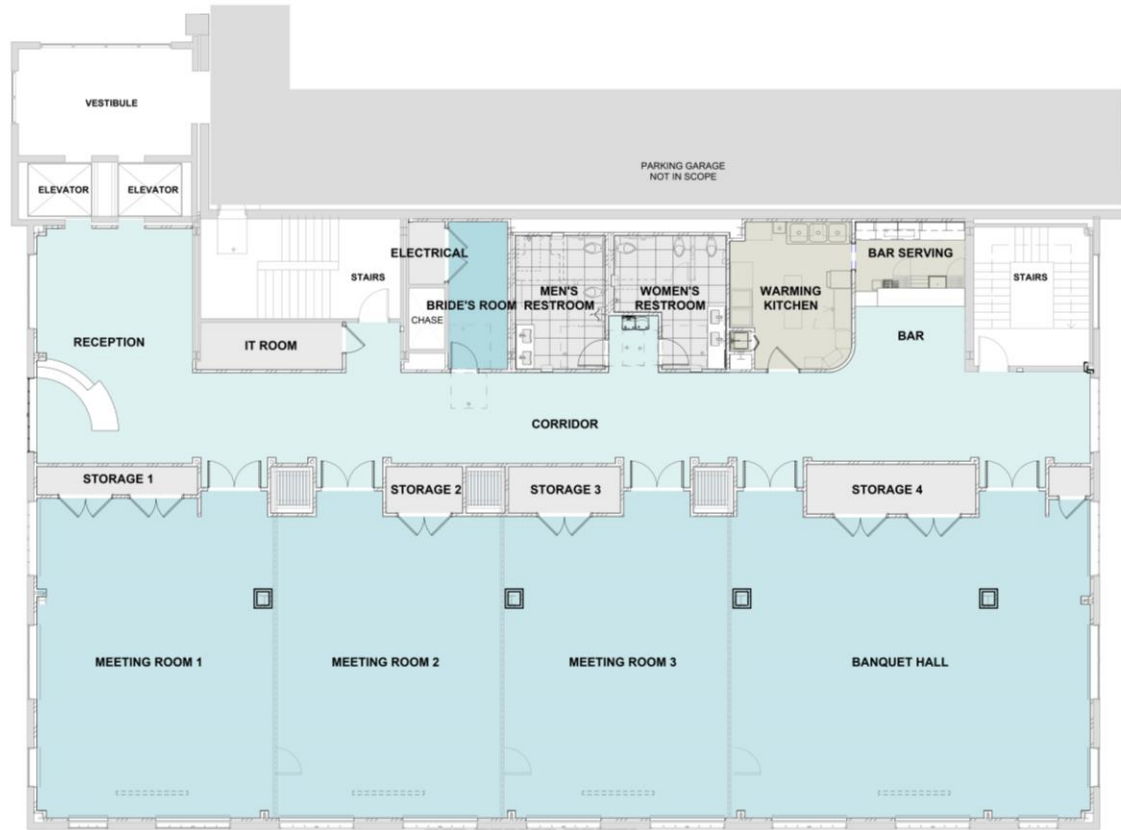 VESTIBULE
PARKING GARAGE
NOT IN SCOPE
ELEVATOR
ELEVATOR
ELECTRICAL
BAR SERVING
STAIRS
STAIRS
MEN'S
RESTROOM
WOMEN'S
RESTROOM
WARMING
KITCHEN
BRIDE'S ROOM
CHASE
RECEPTION
IT ROOM
BAR
CORRIDOR
STORAGE 1
STORAGE 2
STORAGE 3
STORAGE 4
MEETING ROOM 1
MEETING ROOM 2
MEETING ROOM 3
BANQUET HALL